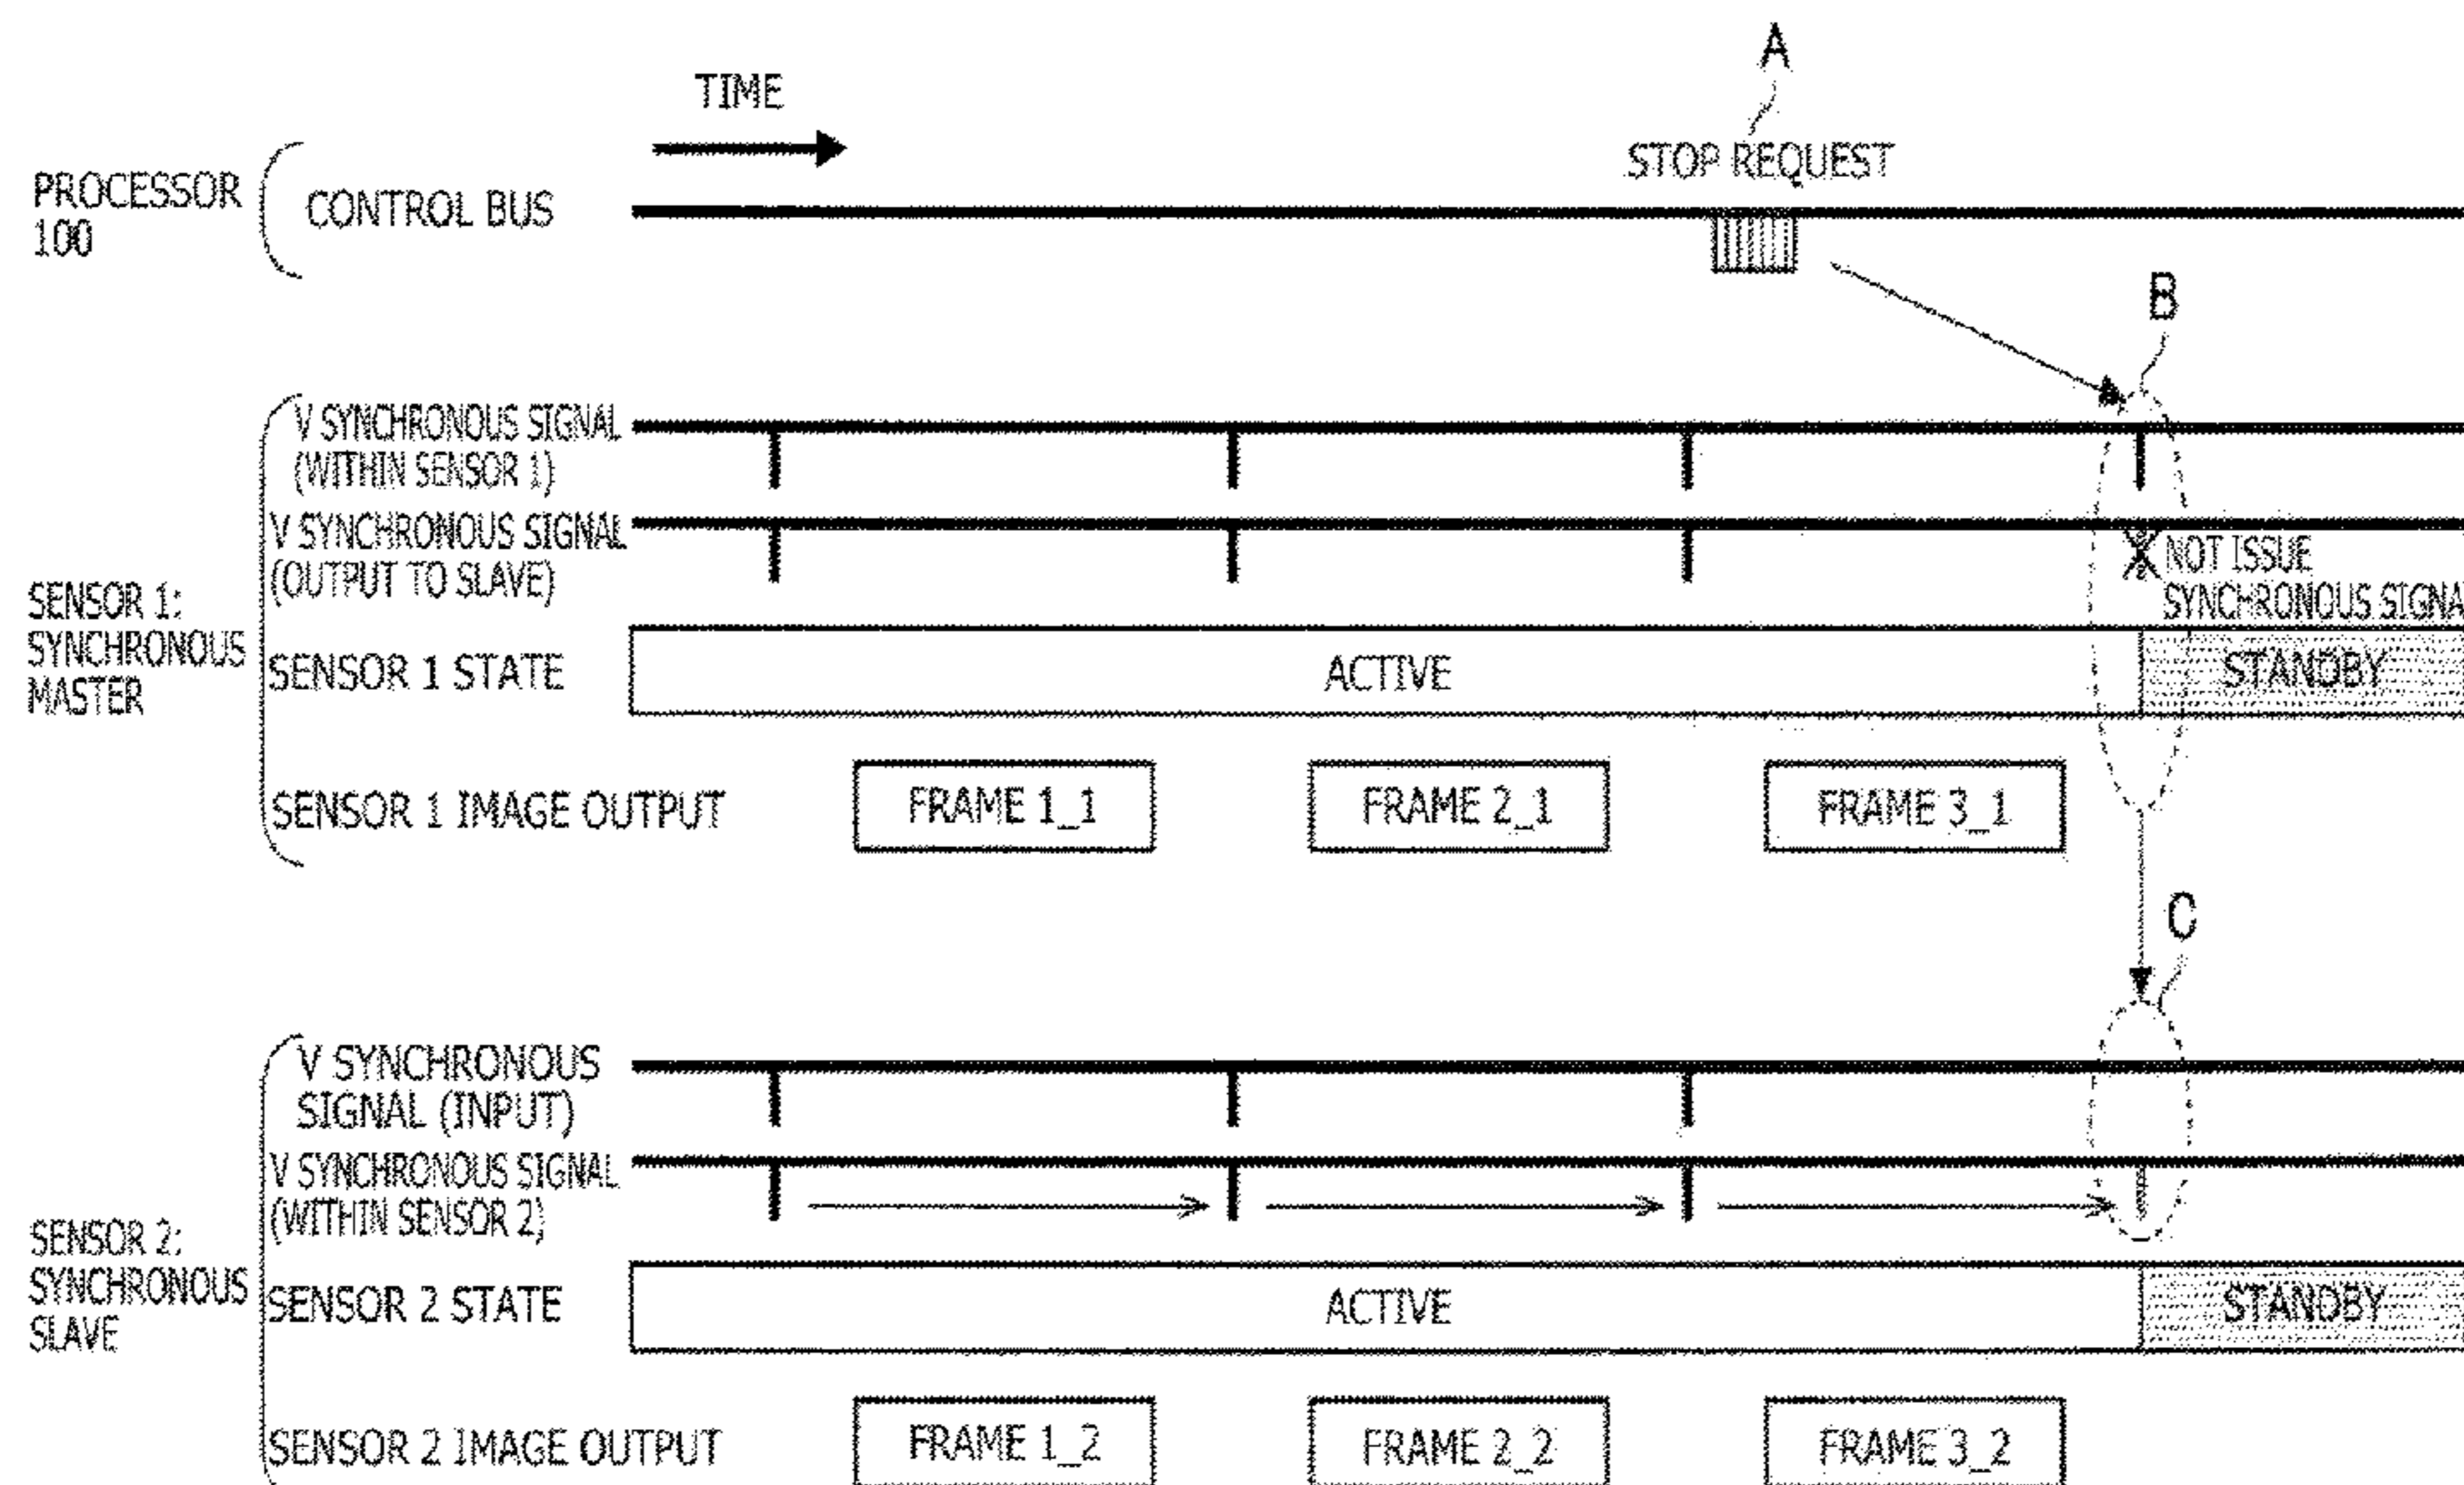 A
TIME
STOP REQUEST
PROCESSOR
100
CONTROL BUS
B
V SYNCHRONOUS SIGNAL
(WITHIN SENSOR 1)
V SYNCHRONOUS SIGNAL
(OUTPUT TO SLAVE)
NOT ISSUE
SYNCHRONOUS SIGNA
SENSOR 1:
SYNCHRONOUS
MASTER
SENSOR 1 STATE
ACTIVE
STANDBY
SENSOR 1 IMAGE OUTPUT
FRAME 1_1
FRAME 2_1
FRAME 3_1
C
V SYNCHRONOUS
SIGNAL (INPUT)
V SYNCHRONOUS SIGNAL
(WITHIN SENSOR 2)
SENSOR 2:
SYNCHRONOUS
SLAVE
SENSOR 2 STATE
ACTIVE
STANDBY
SENSOR 2 IMAGE OUTPUT
FRAME 1_2
FRAME 2_2
FRAME 3_2